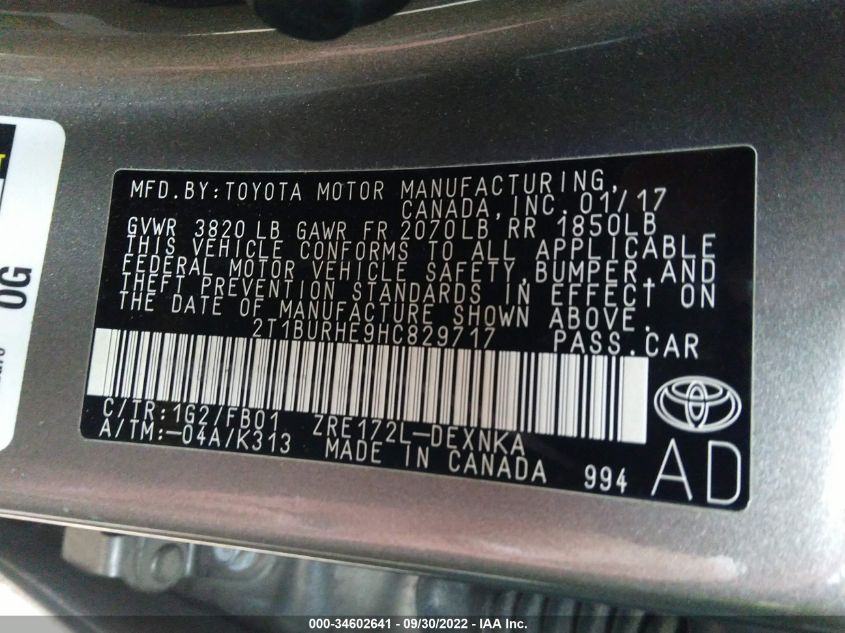 MFD.BY:TOYOTA MOTOR MANUFACTURING,
CANADA,INC. 01/17
GVWR 3820 LB GAWR FR 2070LB RR 1850LB
THIS VEHICLE CONFORMS TO ALL APPLICABLE
FEDERAL MOTOR VEHICLE SAFETY,BUMPER,AND
THEFT PREVENTION STANDARDS IN EFFECT ON
THE DATE OF MANUFACTURE SHOWN ABOVE.
2T1BURHE9HC829717 PASS.CAR
C/TR:1G2/FB01 ZRE172L-DEXNKA
A/TM:-04A/K313 MADE IN CANADA 994 AD
OG
000-34602641 - 09/30/2022 - IAA Inc.